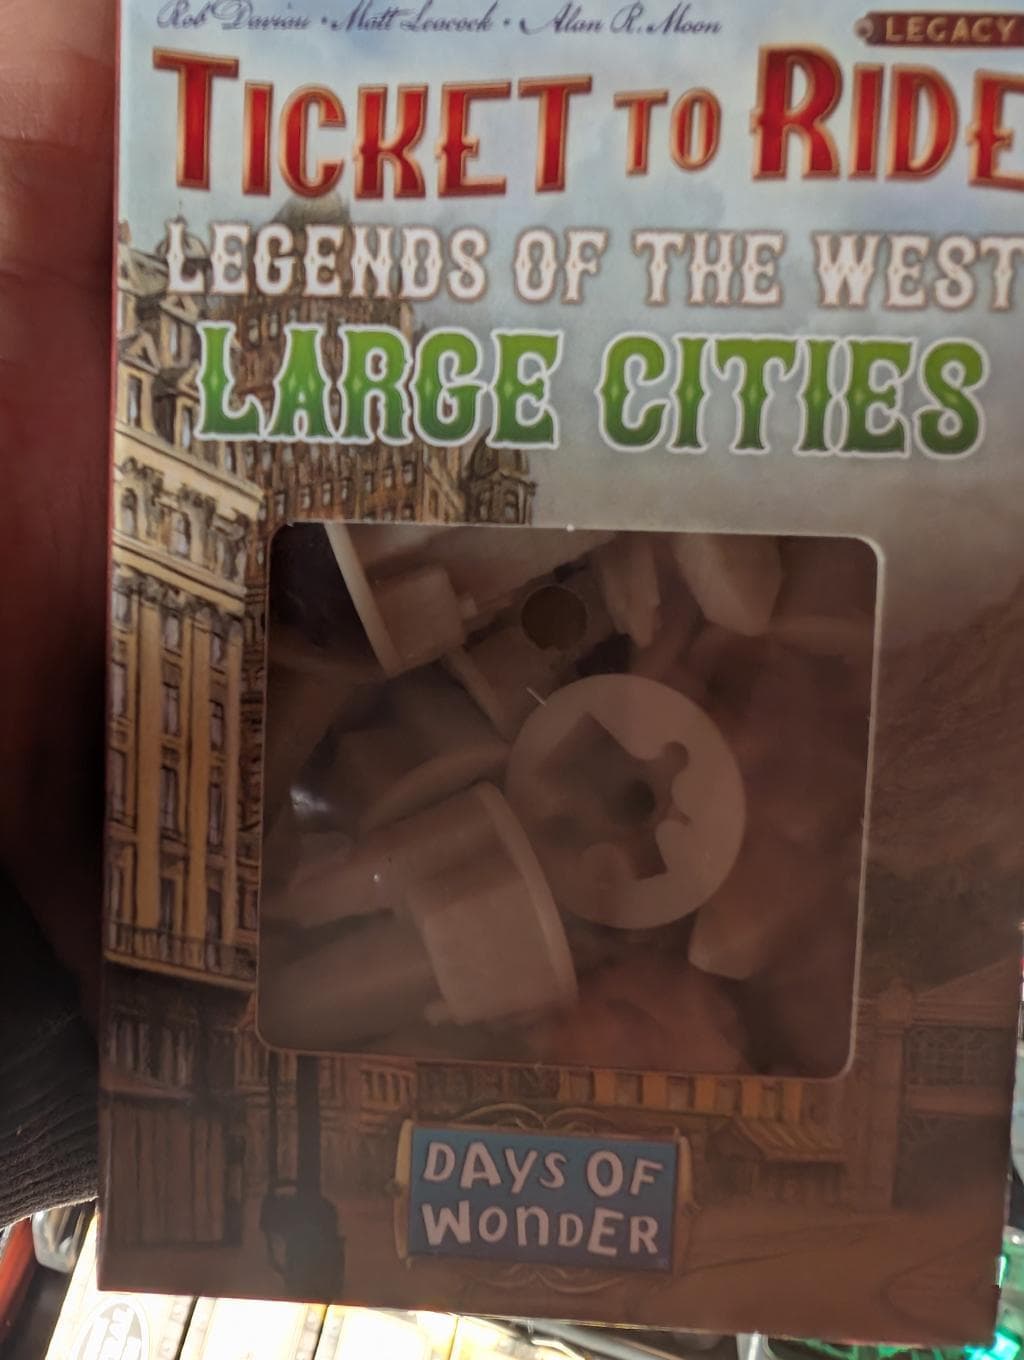 Rob Daviau • Matt Leacock • Alan R. Moon
LEGACY
TICKET TO RIDE
LEGENDS OF THE WEST
LARGE CITIES
DAYS OF
WONDER